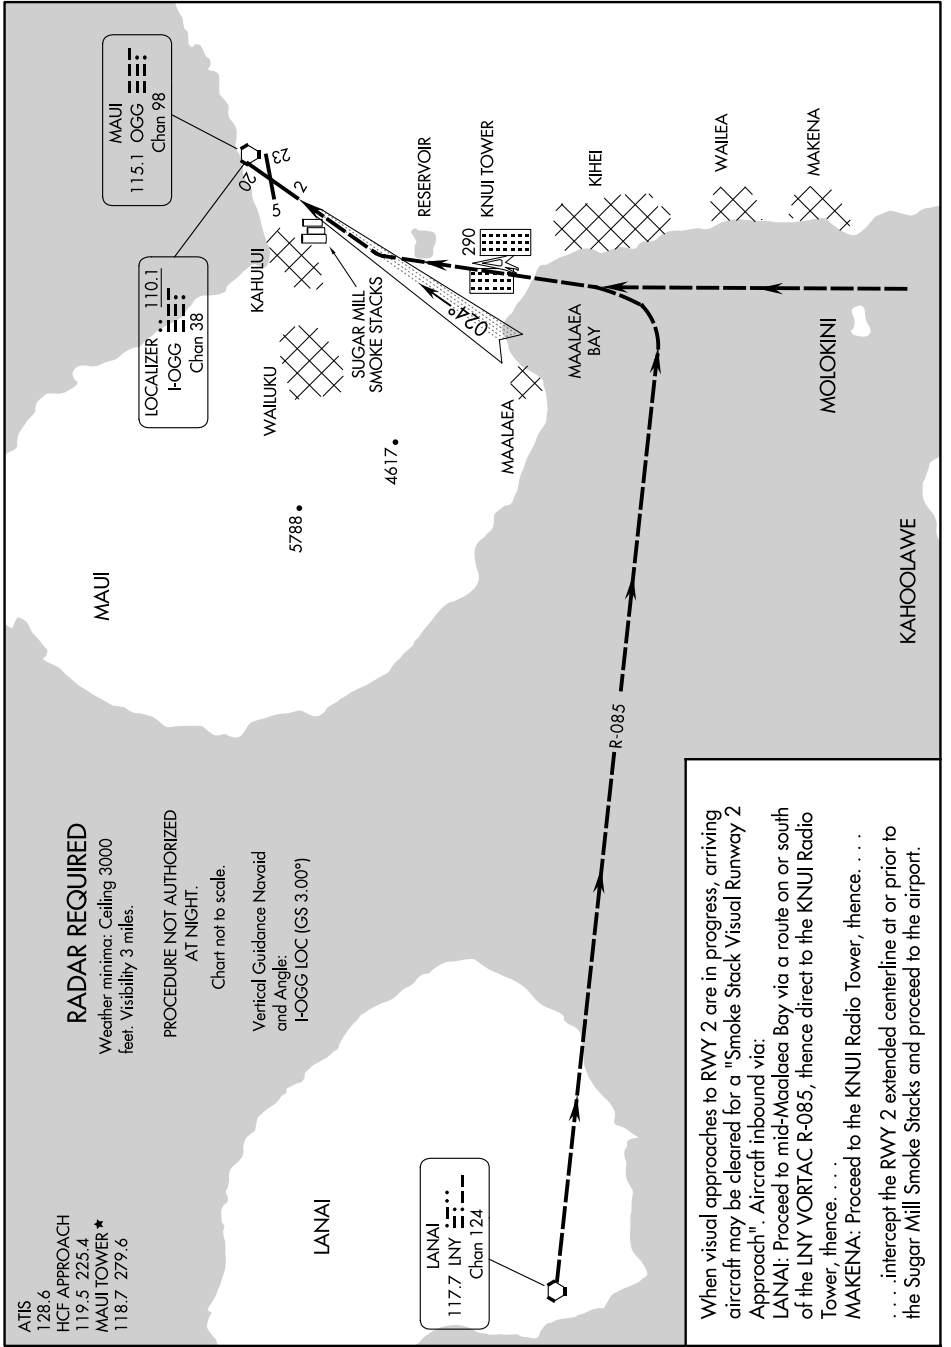 ATIS
128.6
HCF APPROACH
119.5 225.4
MAUI TOWER★
118.7 279.6
RADAR REQUIRED
Weather minima: Ceiling 3000
feet. Visibility 3 miles.
PROCEDURE NOT AUTHORIZED
AT NIGHT.
Chart not to scale.
Vertical Guidance Navaid
and Angle:
I-OGG LOC (GS 3.00°)
MAUI
LANAI
LANAI
117.7 LNY
Chan 124
R-085
5788
4617
WAILUKU
KAHULUI
LOCALIZER 110.1
I-OGG
Chan 38
MAUI
115.1 OGG
Chan 98
20
23
5
2
SUGAR MILL
SMOKE STACKS
024°
RESERVOIR
290
KNUI TOWER
MAALAEA
MAALAEA
BAY
KIHEI
WAILEA
MAKENA
MOLOKINI
KAHOOLAWE
When visual approaches to RWY 2 are in progress, arriving
aircraft may be cleared for a "Smoke Stack Visual Runway 2
Approach". Aircraft inbound via:
LANAI: Proceed to mid-Maalaea Bay via a route on or south
of the LNY VORTAC R-085, thence direct to the KNUI Radio
Tower, thence. . . .
MAKENA: Proceed to the KNUI Radio Tower, thence. . . .
. . . .intercept the RWY 2 extended centerline at or prior to
the Sugar Mill Smoke Stacks and proceed to the airport.